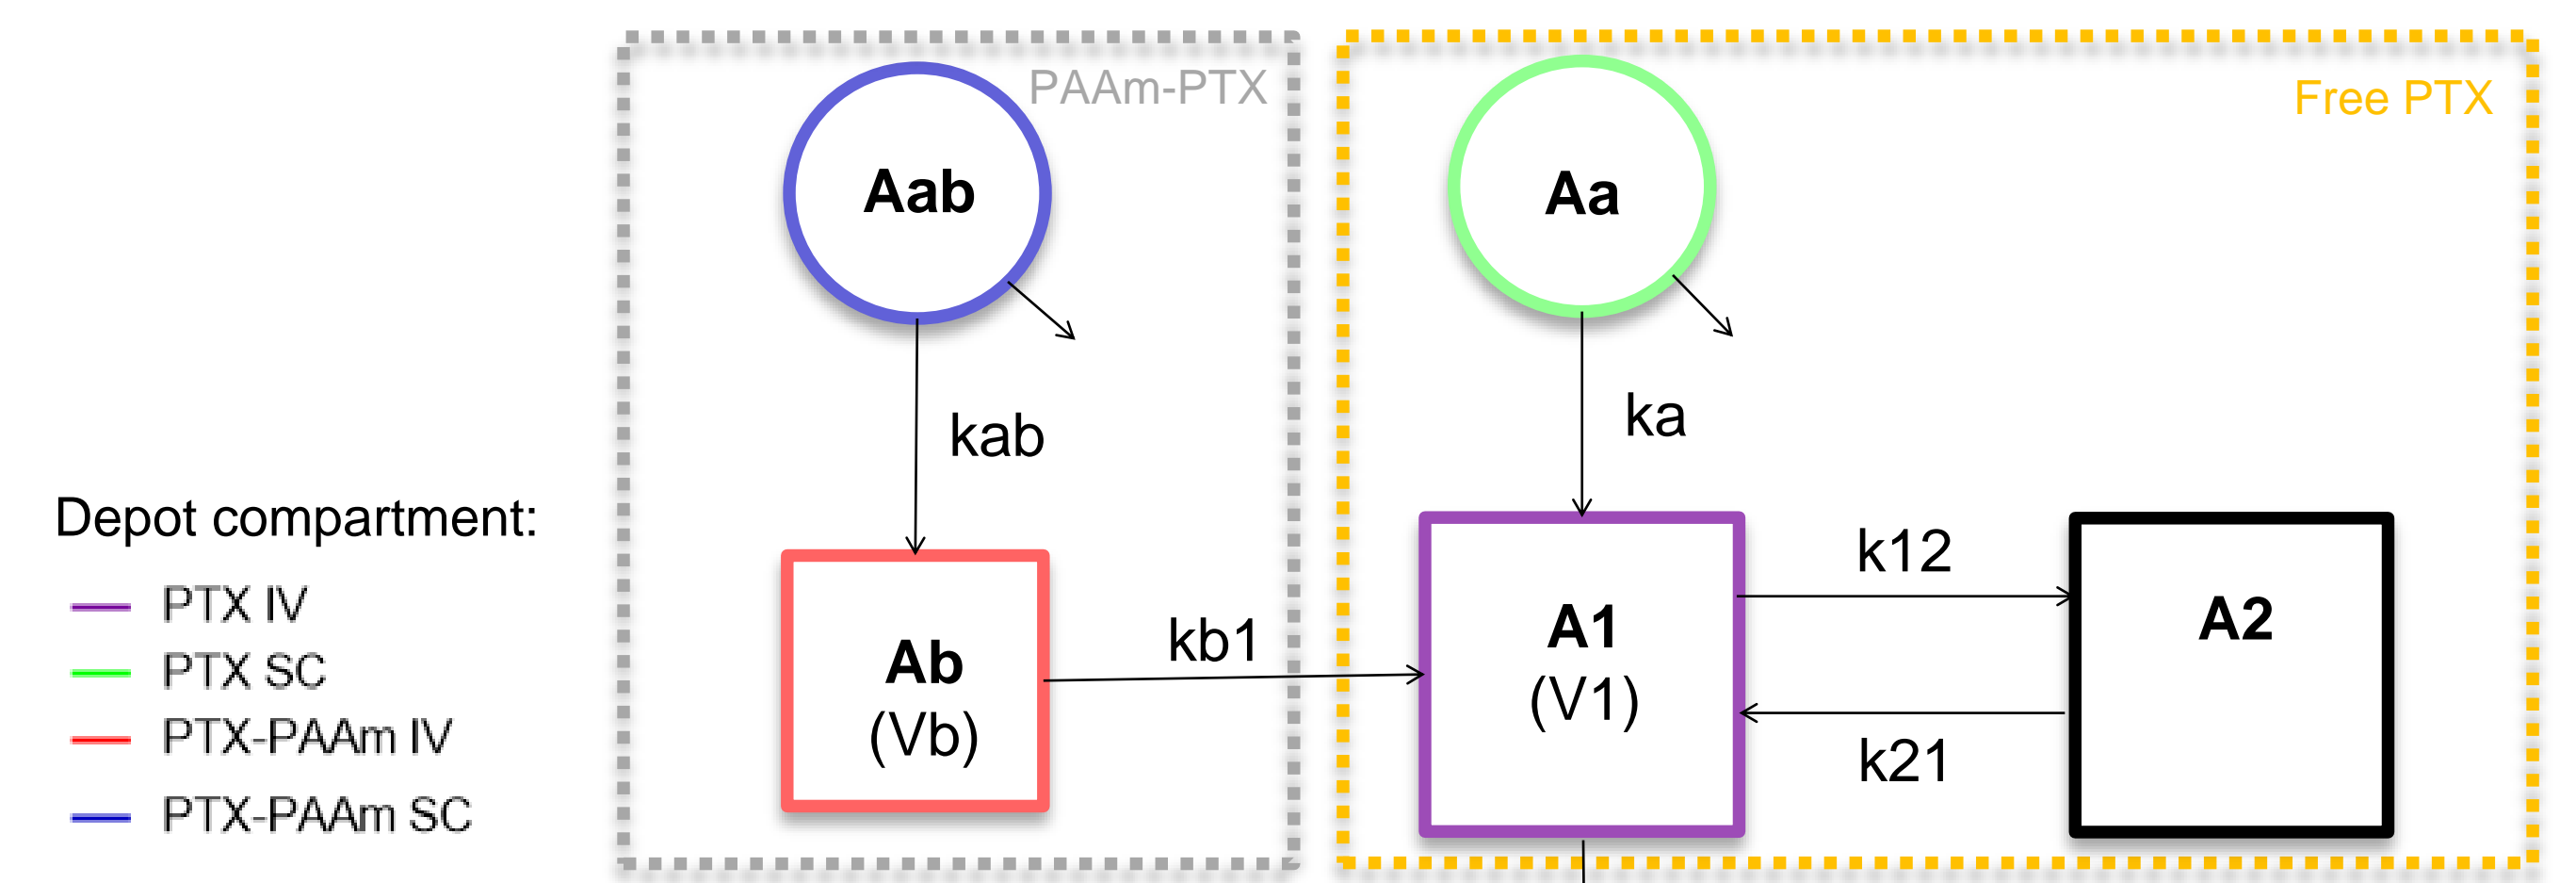 PAAm-PTX
Free PTX
Aab
Aa
kab
ka
Depot compartment:
PTX IV
PTX SC
PTX-PAAm IV
PTX-PAAm SC
Ab
(Vb)
kb1
A1
(V1)
k12
k21
A2